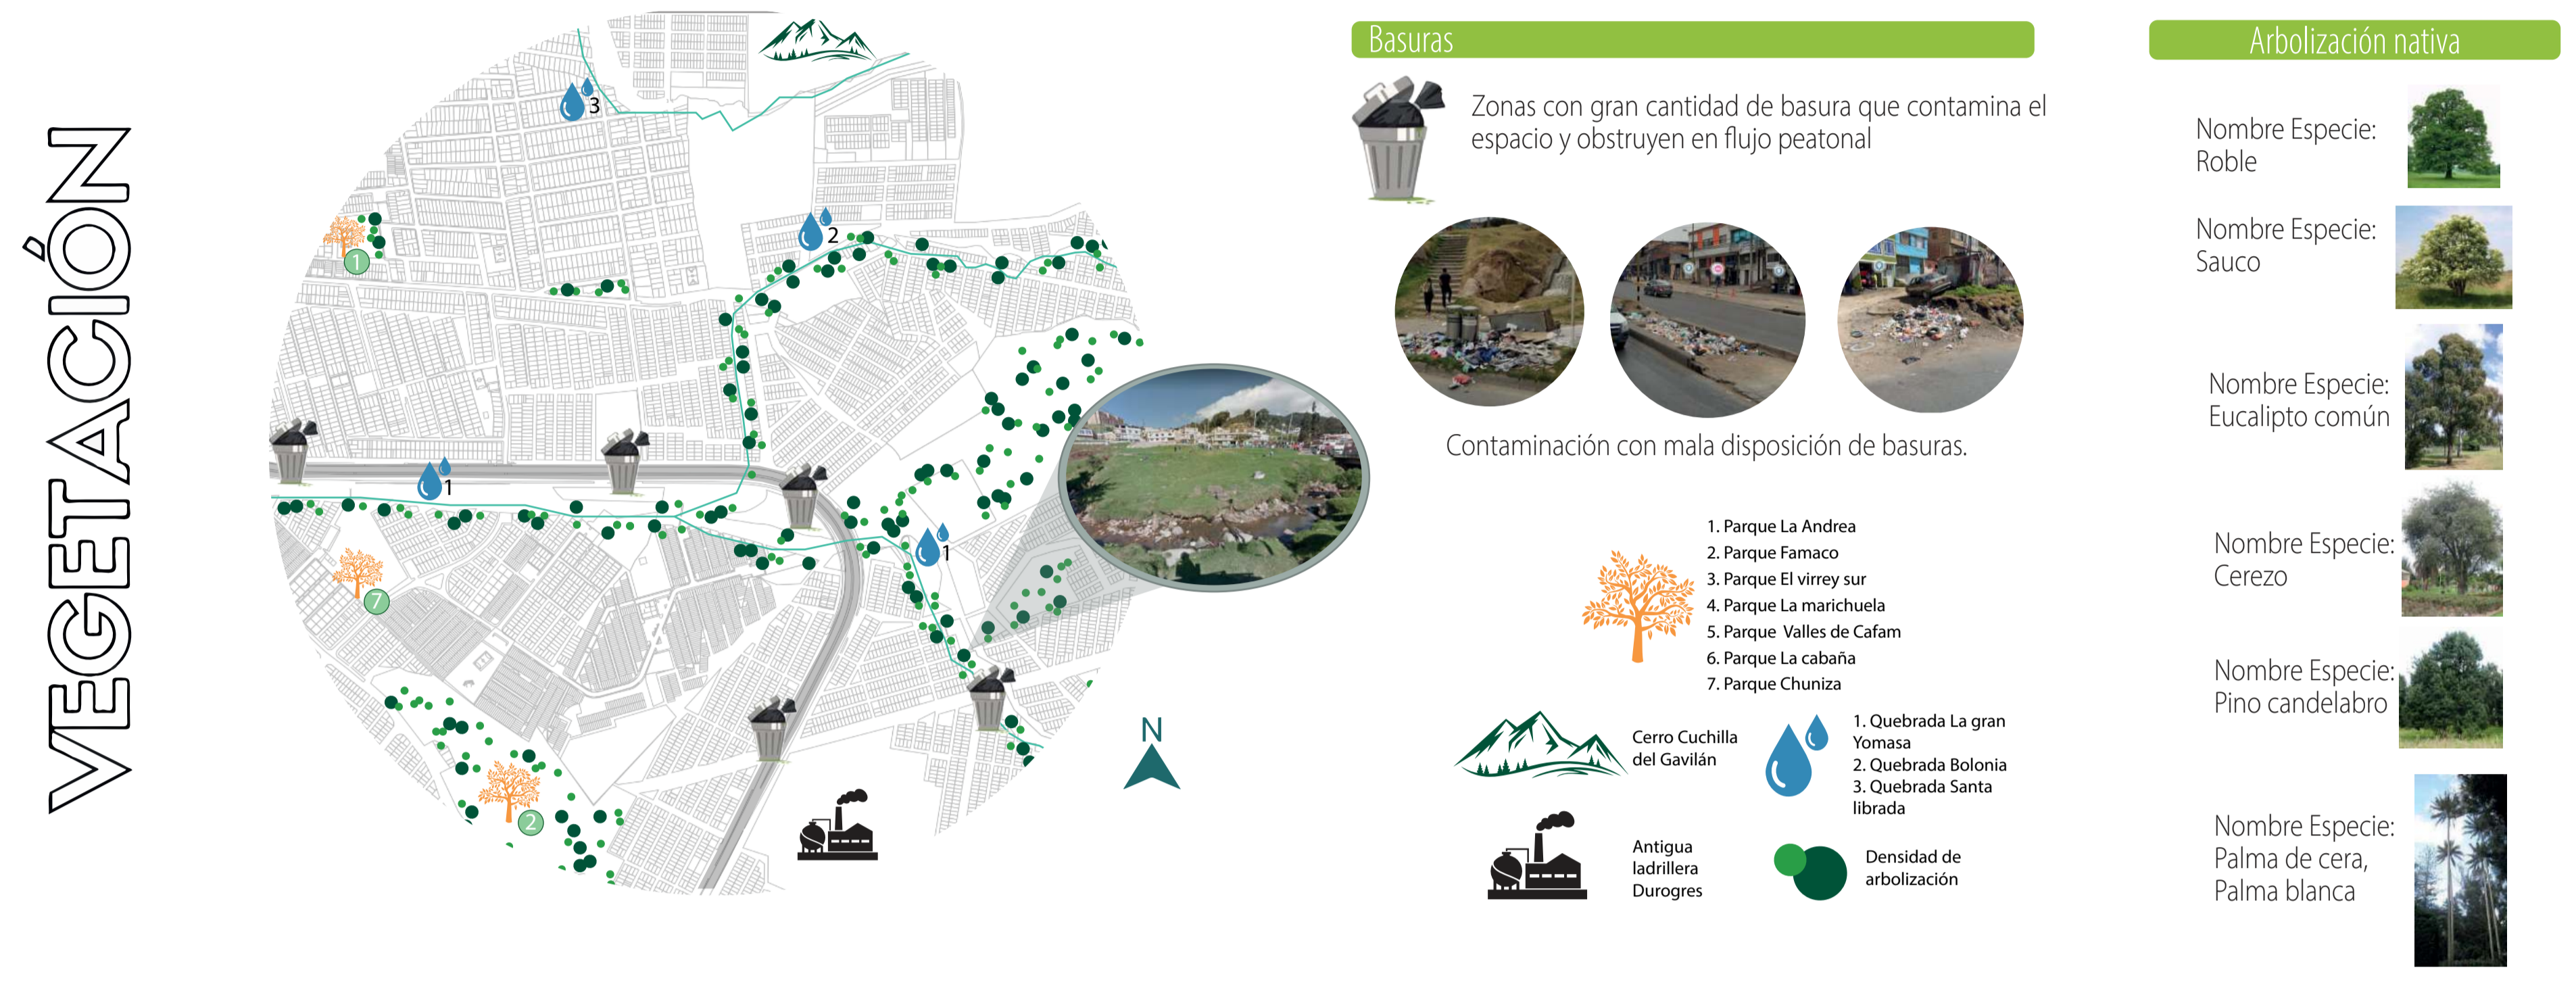 VEGETACIÓN
3
2
1
1
1
7
2
N
Basuras
Zonas con gran cantidad de basura que contamina el
espacio y obstruyen en flujo peatonal
Contaminación con mala disposición de basuras.
1. Parque La Andrea
2. Parque Famaco
3. Parque El virrey sur
4. Parque La marichuela
5. Parque Valles de Cafam
6. Parque La cabaña
7. Parque Chuniza
Cerro Cuchilla
del Gavilán
1. Quebrada La gran
Yomasa
2. Quebrada Bolonia
3. Quebrada Santa
librada
Antigua
ladrillera
Durogres
Densidad de
arbolización
Arbolización nativa
Nombre Especie:
Roble
Nombre Especie:
Sauco
Nombre Especie:
Eucalipto común
Nombre Especie:
Cerezo
Nombre Especie:
Pino candelabro
Nombre Especie:
Palma de cera,
Palma blanca